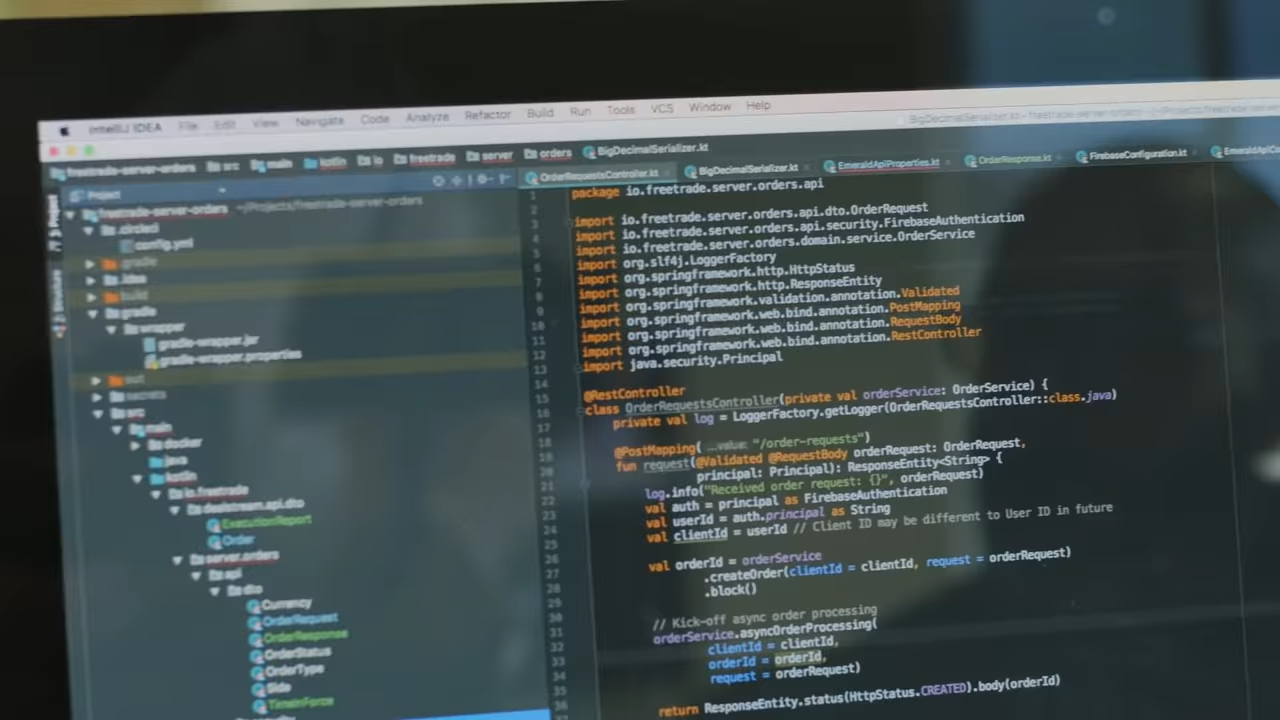 IntelliJ IDEA File Edit View Navigate Code Analyze Refactor Build Run Tools VCS Window Help
freetrade-server-orders src main kotlin io freetrade server orders BigDecimalSerializer.kt
Project
OrderRequestsController.kt BigDecimalSerializer.kt EmeraldApiProperties.kt OrderResponse.kt FirebaseConfiguration.kt
freetrade-server-orders ~/Projects/freetrade-server-orders
.circleci
config.yml
gradle
.idea
build
gradle
wrapper
gradle-wrapper.jar
gradle-wrapper.properties
out
secrets
src
main
docker
java
kotlin
io.freetrade
dealstream.api.dto
ExecutionReport
Order
server.orders
api
dto
Currency
OrderRequest
OrderResponse
OrderStatus
OrderType
Side
TimeInForce
package io.freetrade.server.orders.api
import io.freetrade.server.orders.api.dto.OrderRequest
import io.freetrade.server.orders.api.security.FirebaseAuthentication
import io.freetrade.server.orders.domain.service.OrderService
import org.slf4j.LoggerFactory
import org.springframework.http.HttpStatus
import org.springframework.http.ResponseEntity
import org.springframework.validation.annotation.Validated
import org.springframework.web.bind.annotation.PostMapping
import org.springframework.web.bind.annotation.RequestBody
import org.springframework.web.bind.annotation.RestController
import java.security.Principal
@RestController
class OrderRequestsController(private val orderService: OrderService) {
private val log = LoggerFactory.getLogger(OrderRequestsController::class.java)
@PostMapping( ...value: "/order-requests")
fun request(@Validated @RequestBody orderRequest: OrderRequest,
principal: Principal): ResponseEntity<String> {
log.info("Received order request: {}", orderRequest)
val auth = principal as FirebaseAuthentication
val userId = auth.principal as String
val clientId = userId // Client ID may be different to User ID in future
val orderId = orderService
.createOrder(clientId = clientId, request = orderRequest)
.block()
// Kick-off async order processing
orderService.asyncOrderProcessing(
clientId = clientId,
orderId = orderId,
request = orderRequest)
return ResponseEntity.status(HttpStatus.CREATED).body(orderId)